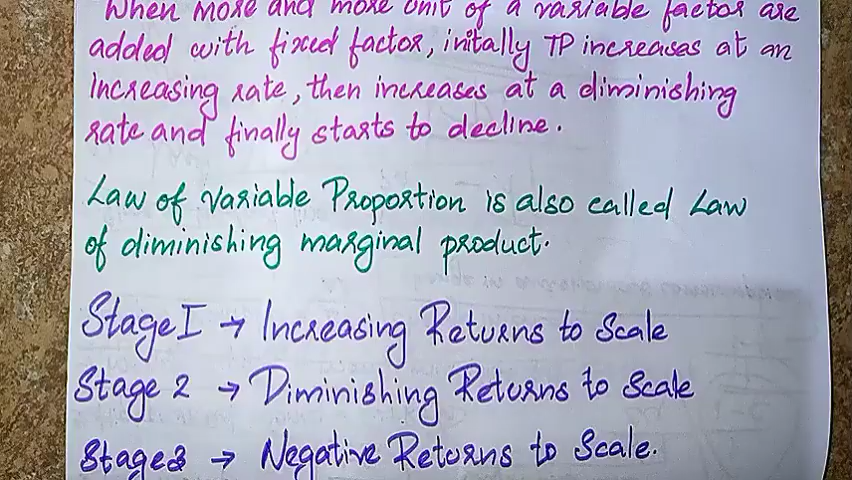 When more and more unit of a variable factor are
added with fixed factor, initally TP increases at an
increasing rate, then increases at a diminishing
rate and finally starts to decline.
Law of Variable Proportion is also called Law
of diminishing marginal product.
Stage I → Increasing Returns to Scale
Stage 2 → Diminishing Returns to Scale
Stage 3 → Negative Returns to Scale.